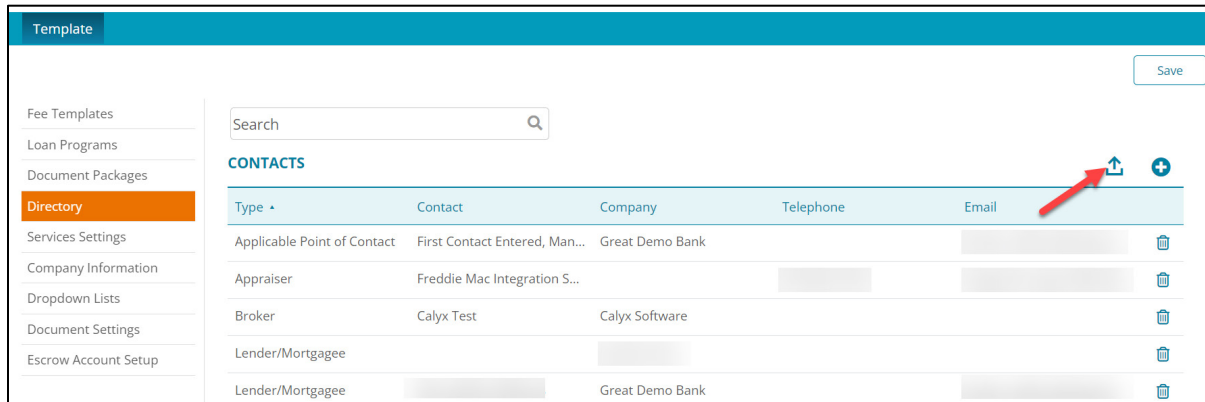 Template
Save
Fee Templates
Loan Programs
Document Packages
Directory
Services Settings
Company Information
Dropdown Lists
Document Settings
Escrow Account Setup
Search
CONTACTS
Type Contact Company Telephone Email
Applicable Point of Contact First Contact Entered, Man... Great Demo Bank
Appraiser Freddie Mac Integration S...
Broker Calyx Test Calyx Software
Lender/Mortgagee
Lender/Mortgagee Great Demo Bank